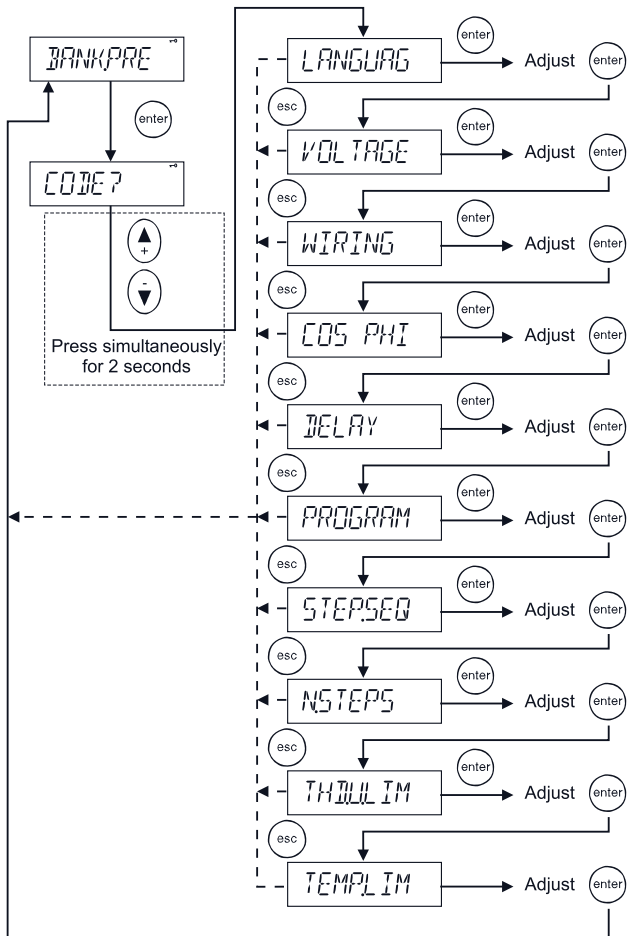 BANK.PRE
enter
CODE?
+
-
Press simultaneously
for 2 seconds
LANGUAG
enter
Adjust
enter
esc
VOLTAGE
enter
Adjust
enter
esc
WIRING
enter
Adjust
enter
esc
COS PHI
enter
Adjust
enter
esc
DELAY
enter
Adjust
enter
esc
PROGRAM
enter
Adjust
enter
esc
STEP.SEQ
enter
Adjust
enter
esc
N.STEPS
enter
Adjust
enter
esc
THD.U.LIM
enter
Adjust
enter
esc
TEMP.LIM
Adjust
enter